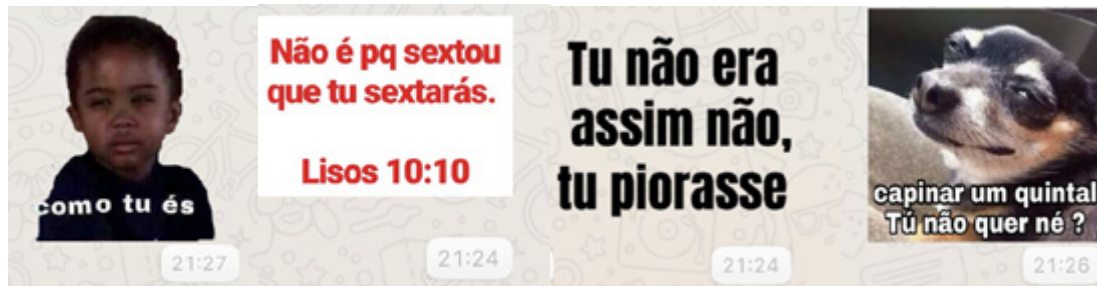 como tu és
21:27
Não é pq sextou
que tu sextarás.
Lisos 10:10
21:24
Tu não era
assim não,
tu piorasse
21:24
capinar um quintal
Tú não quer né ?
21:26